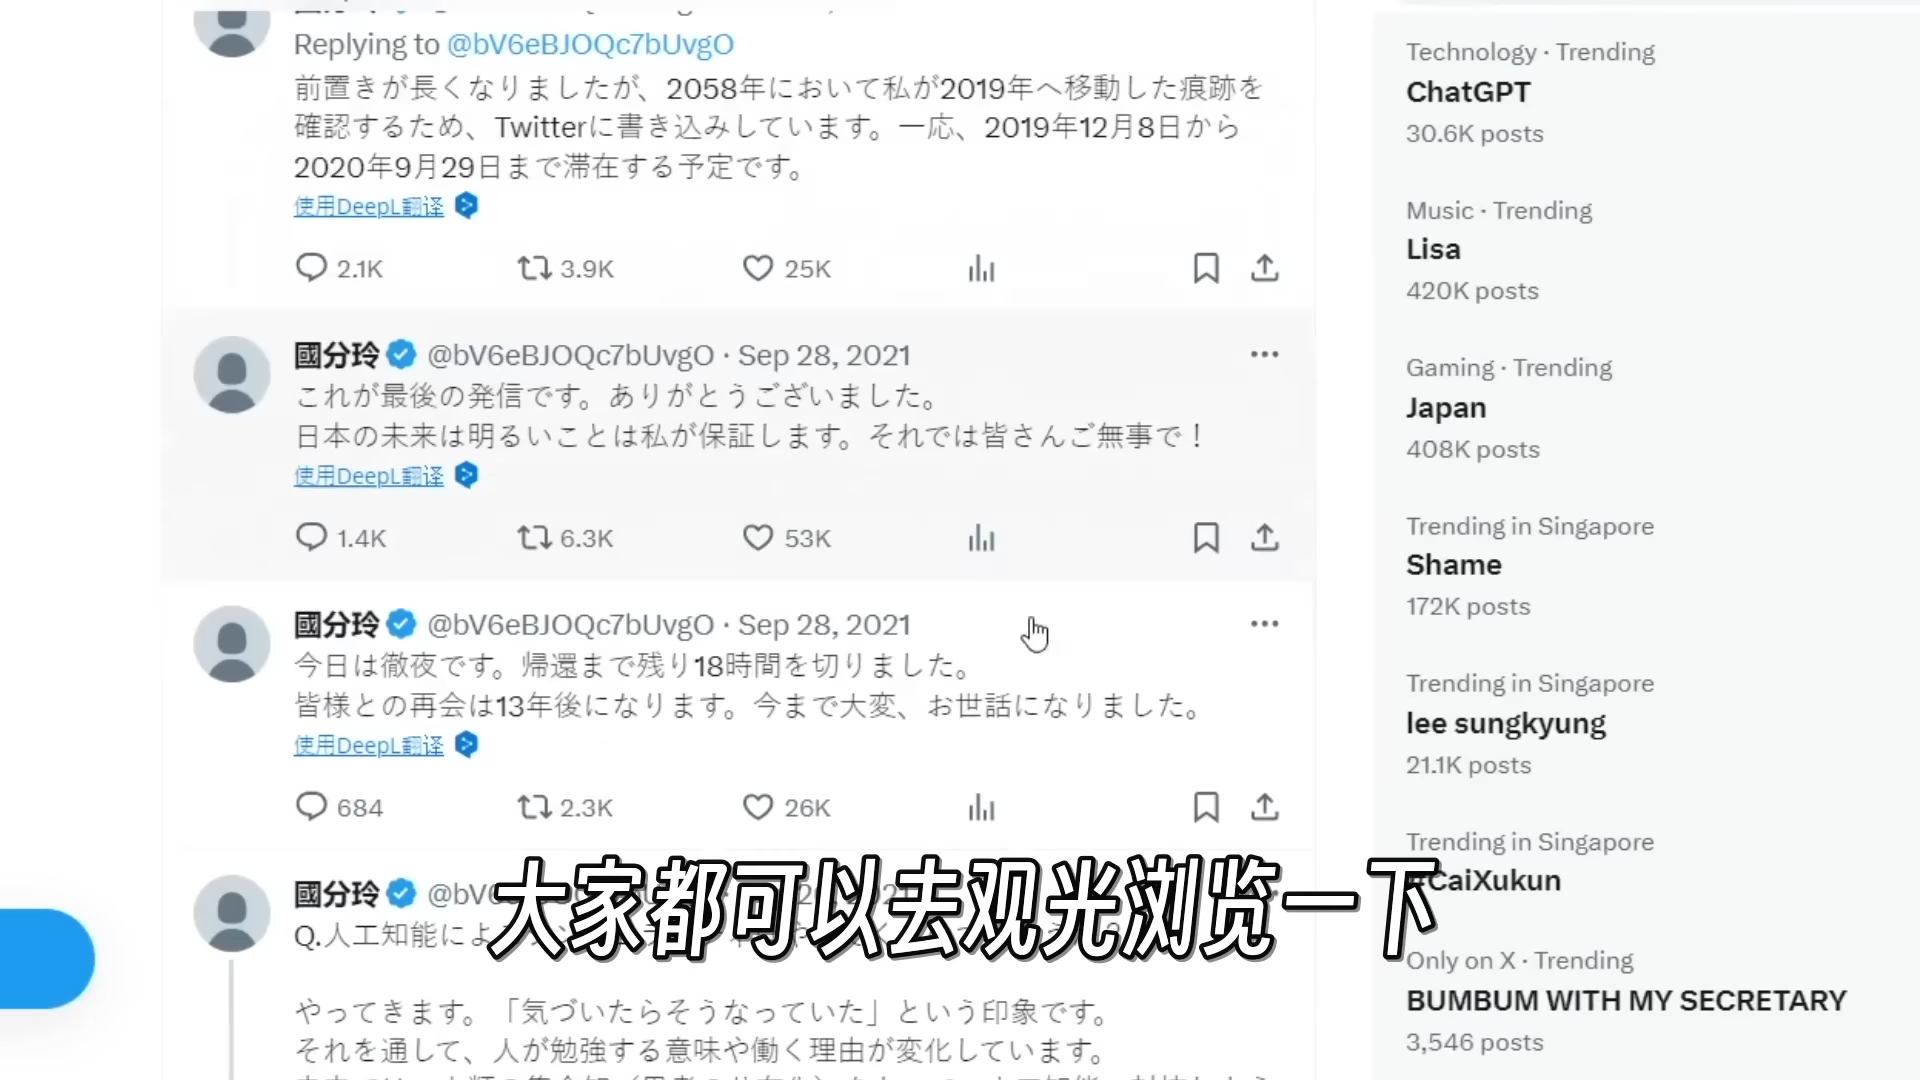 Replying to @bV6eBJOQc7bUvgO
前置きが長くなりましたが、2058年において私が2019年へ移動した痕跡を
確認するため、Twitterに書き込みしています。一応、2019年12月8日から
2020年9月29日まで滞在する予定です。
使用DeepL翻译
2.1K 3.9K 25K
國分玲 @bV6eBJOQc7bUvgO · Sep 28, 2021
これが最後の発信です。ありがとうございました。
日本の未来は明るいことは私が保証します。それでは皆さんご無事で！
使用DeepL翻译
1.4K 6.3K 53K
國分玲 @bV6eBJOQc7bUvgO · Sep 28, 2021
今日は徹夜です。帰還まで残り18時間を切りました。
皆様との再会は13年後になります。今まで大変、お世話になりました。
使用DeepL翻译
684 2.3K 26K
國分玲 @bV6
Q.人工知能によ
やってきます。「気づいたらそうなっていた」という印象です。
それを通して、人が勉強する意味や働く理由が変化しています。
大家都可以去观光浏览一下
Technology · Trending
ChatGPT
30.6K posts
Music · Trending
Lisa
420K posts
Gaming · Trending
Japan
408K posts
Trending in Singapore
Shame
172K posts
Trending in Singapore
lee sungkyung
21.1K posts
Trending in Singapore
#CaiXukun
Only on X · Trending
BUMBUM WITH MY SECRETARY
3,546 posts